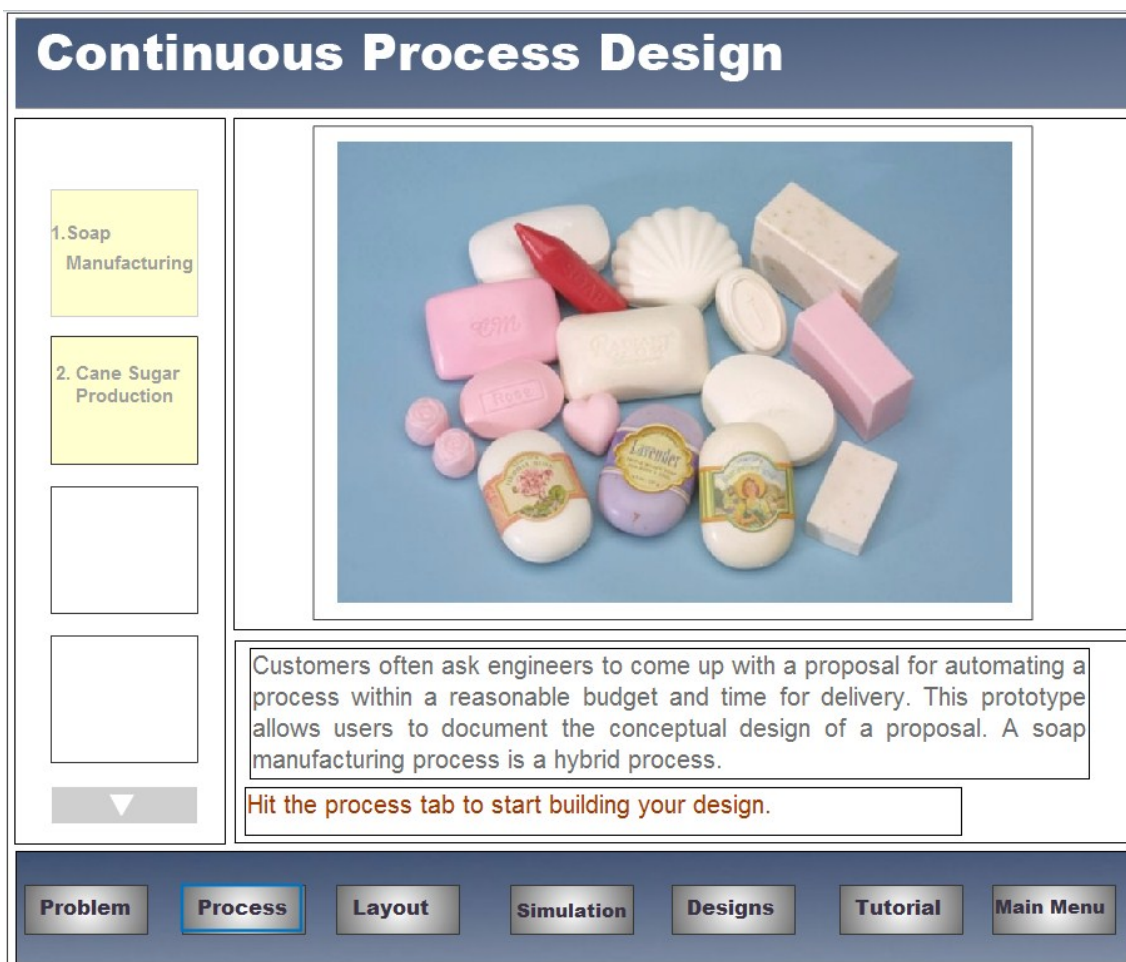 Continuous Process Design
1.Soap
Manufacturing
2. Cane Sugar
Production
CM
Rose
Lavender
Customers often ask engineers to come up with a proposal for automating a
process within a reasonable budget and time for delivery. This prototype
allows users to document the conceptual design of a proposal. A soap
manufacturing process is a hybrid process.
Hit the process tab to start building your design.
Problem
Process
Layout
Simulation
Designs
Tutorial
Main Menu